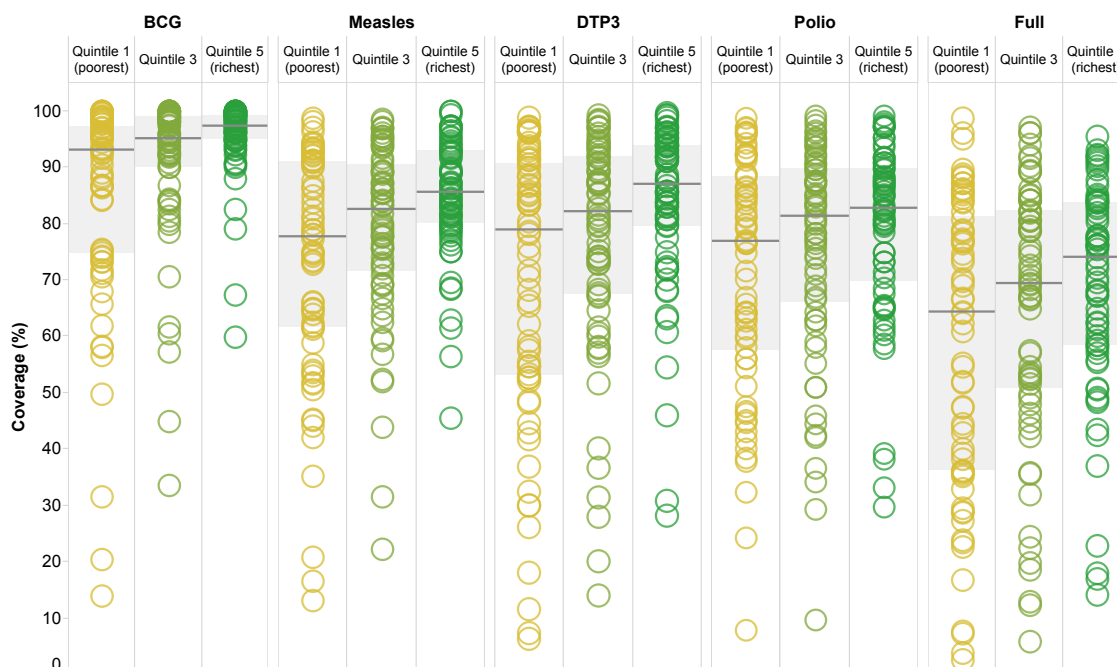 BCG Measles DTP3 Polio Full
Quintile 1 Quintile 3 Quintile 5 Quintile 1 Quintile 3 Quintile 5 Quintile 1 Quintile 3 Quintile 5 Quintile 1 Quintile 3 Quintile 5 Quintile 1 Quintile 3 Quintile
(poorest) (richest) (poorest) (richest) (poorest) (richest) (poorest) (richest) (poorest) (richest
100
90
80
70
60
50
40
30
20
10
0
Coverage (%)